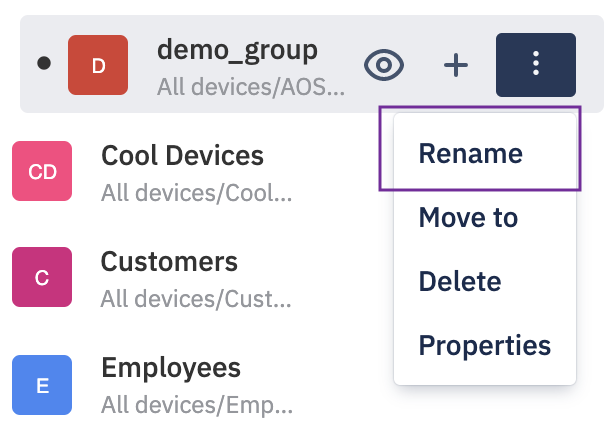 D
demo_group
All devices/AOS...
Rename
CD
Cool Devices
All devices/Cool...
Move to
C
Customers
All devices/Cust...
Delete
Properties
E
Employees
All devices/Emp...